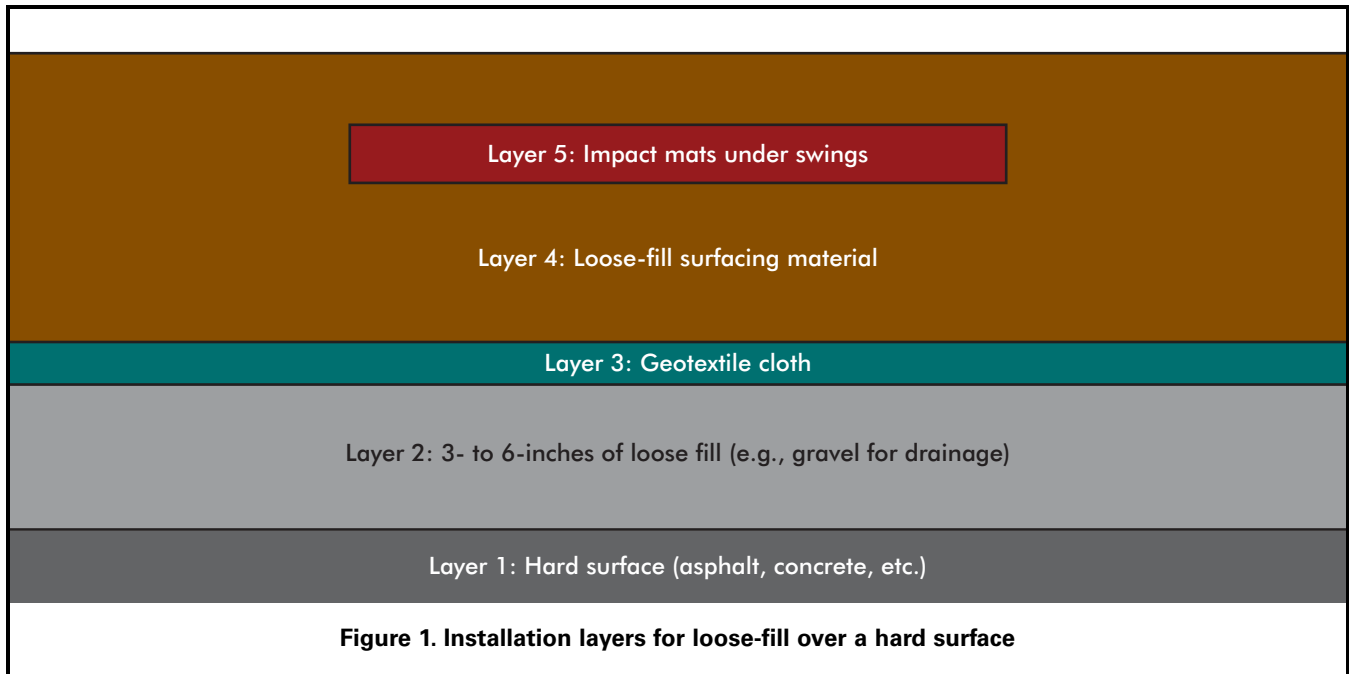 Layer 5: Impact mats under swings
Layer 4: Loose-fill surfacing material
Layer 3: Geotextile cloth
Layer 2: 3- to 6-inches of loose fill (e.g., gravel for drainage)
Layer 1: Hard surface (asphalt, concrete, etc.)
Figure 1. Installation layers for loose-fill over a hard surface